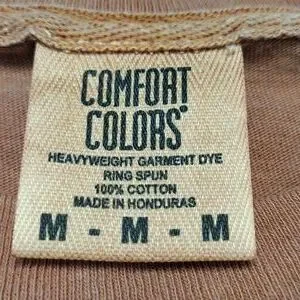 COMFORT
COLORS®
HEAVYWEIGHT GARMENT DYE
RING SPUN
100% COTTON
MADE IN HONDURAS
M - M - M